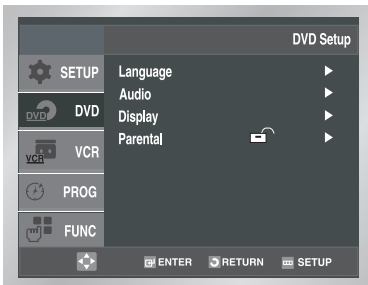 DVD Setup
SETUP
Language
Audio
DVD
DVD
Display
Parental
VCR
VCR
PROG
FUNC
ENTER RETURN SETUP